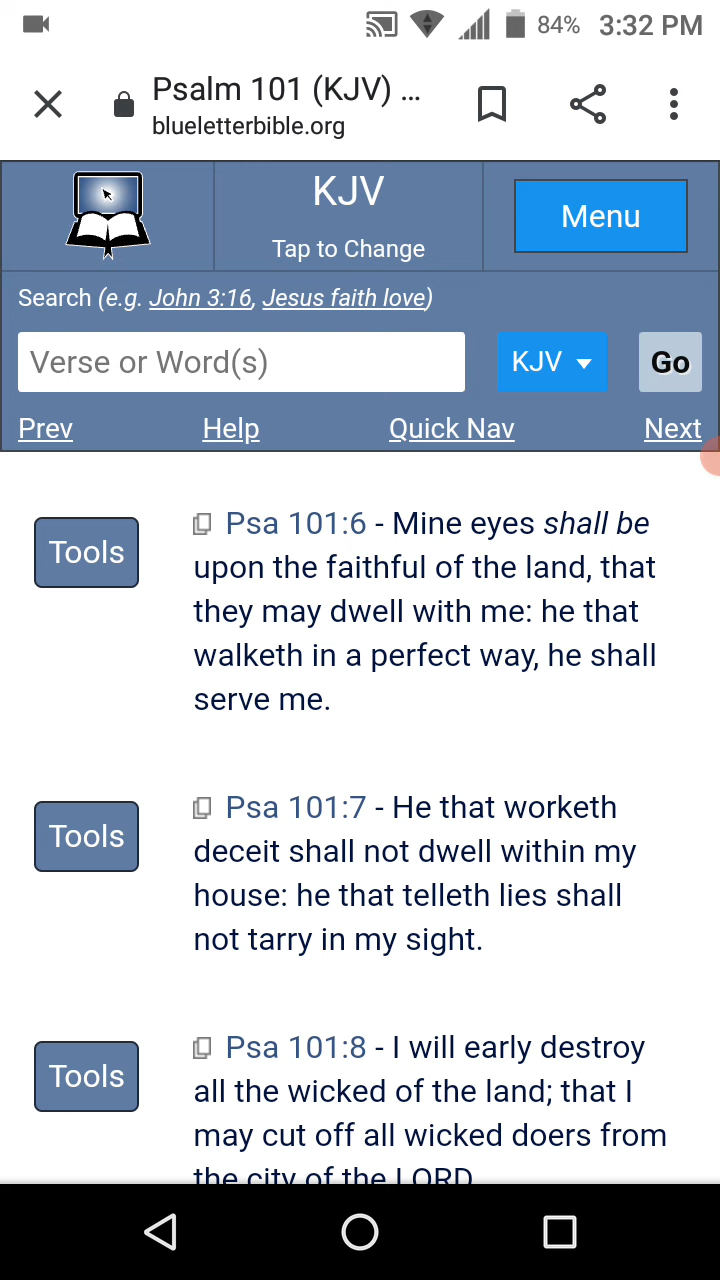 84% 3:32 PM
Psalm 101 (KJV) ...
blueletterbible.org
KJV
Tap to Change
Menu
Search (e.g. John 3:16, Jesus faith love)
Verse or Word(s)
KJV
Go
Prev Help Quick Nav Next
Tools
Psa 101:6 - Mine eyes shall be
upon the faithful of the land, that
they may dwell with me: he that
walketh in a perfect way, he shall
serve me.
Tools
Psa 101:7 - He that worketh
deceit shall not dwell within my
house: he that telleth lies shall
not tarry in my sight.
Tools
Psa 101:8 - I will early destroy
all the wicked of the land; that I
may cut off all wicked doers from
the city of the LORD